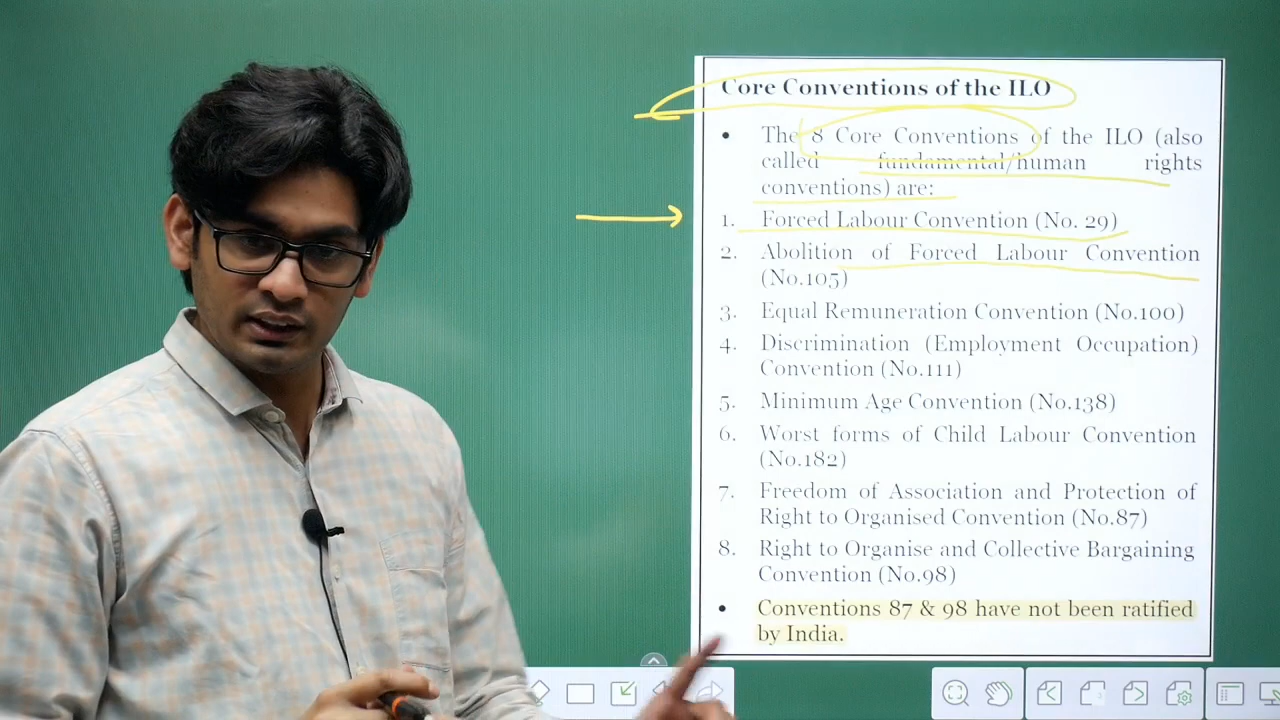 Core Conventions of the ILO
• The 8 Core Conventions of the ILO (also
called fundamental/human rights
conventions) are:
1. Forced Labour Convention (No. 29)
2. Abolition of Forced Labour Convention
(No.105)
3. Equal Remuneration Convention (No.100)
4. Discrimination (Employment Occupation)
Convention (No.111)
5. Minimum Age Convention (No.138)
6. Worst forms of Child Labour Convention
(No.182)
7. Freedom of Association and Protection of
Right to Organised Convention (No.87)
8. Right to Organise and Collective Bargaining
Convention (No.98)
• Conventions 87 & 98 have not been ratified
by India.